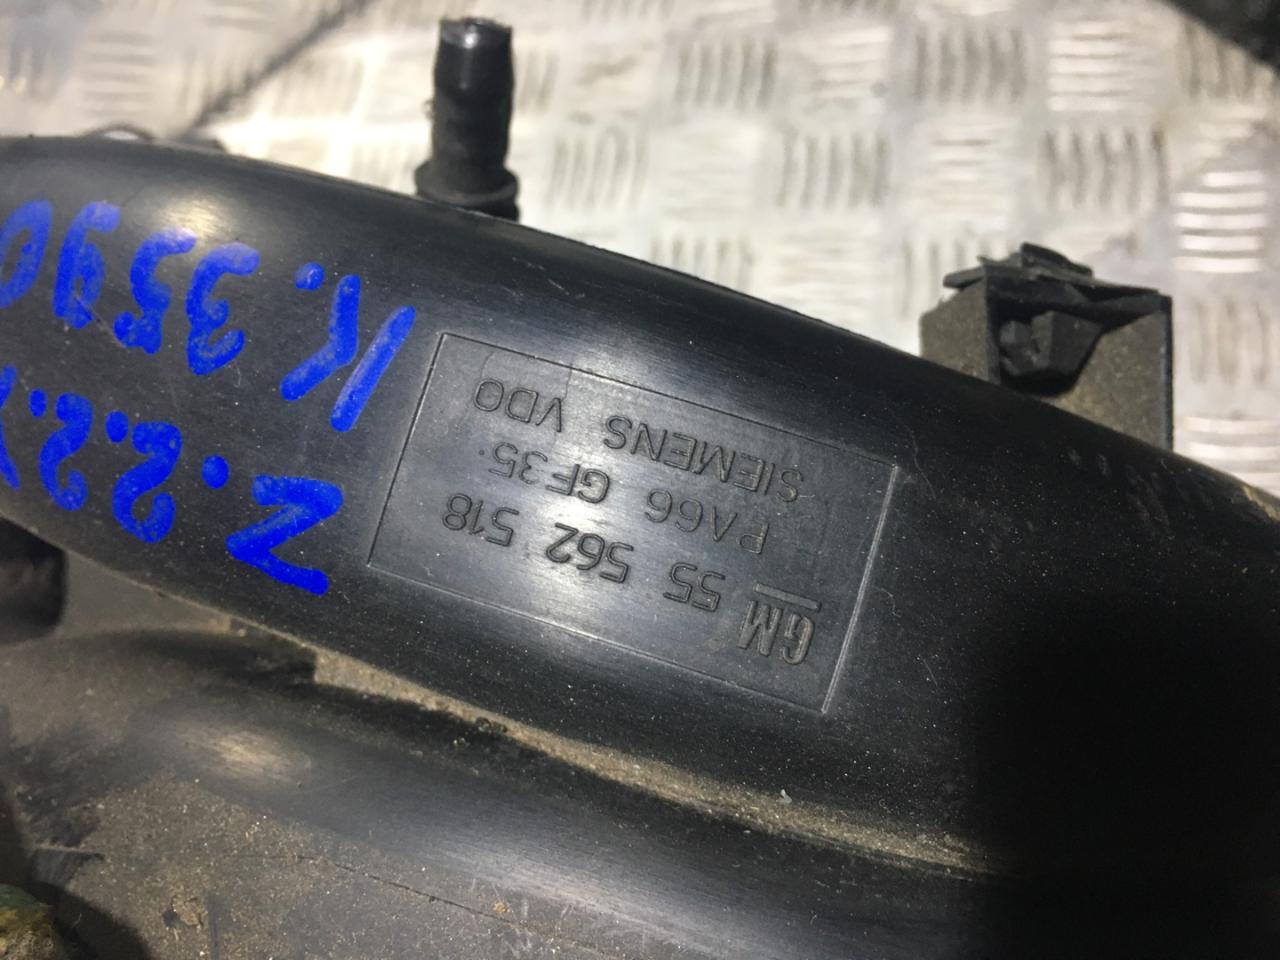 GM 55 562 518
PA66 GF35
SIEMENS VDO
Z.2.2.
K.3590